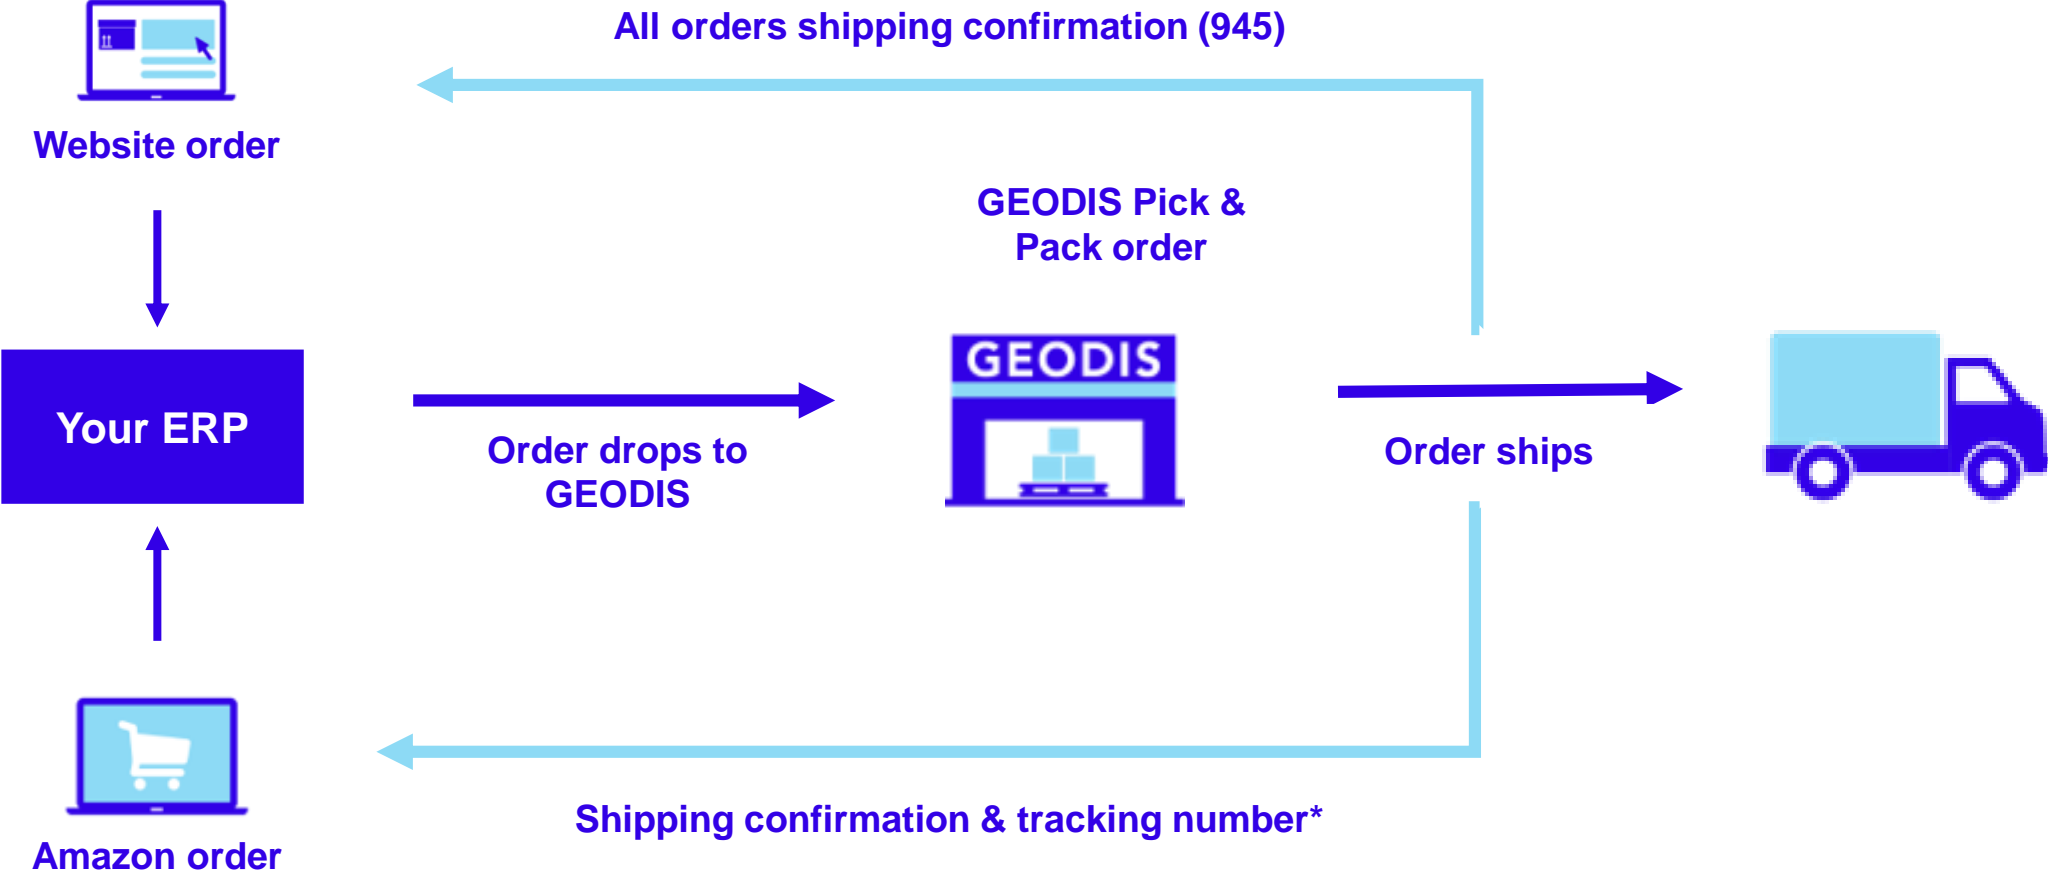 All orders shipping confirmation (945)
Website order
GEODIS Pick &
Pack order
GEODIS
Your ERP
Order drops to
GEODIS
Order ships
Shipping confirmation & tracking number*
Amazon order